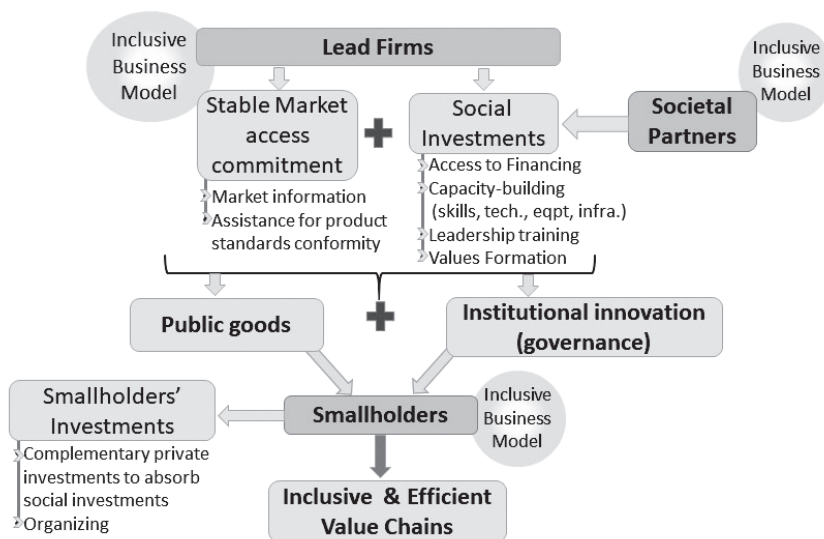 Inclusive
Business
Model
Lead Firms
Inclusive
Business
Model
Stable Market
access
commitment
Social
Investments
Societal
Partners
Market information
Assistance for product
standards conformity
Access to Financing
Capacity-building
(skills, tech., eqpt, infra.)
Leadership training
Values Formation
Public goods
Institutional innovation
(governance)
Smallholders'
Investments
Smallholders
Inclusive
Business
Model
Complementary private
investments to absorb
social investments
Organizing
Inclusive & Efficient
Value Chains